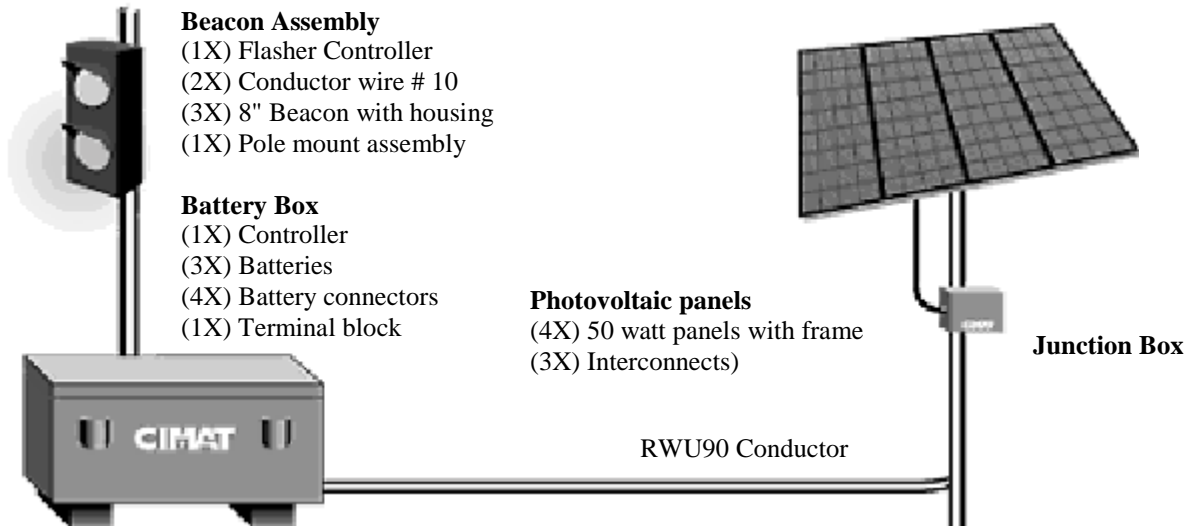 Beacon Assembly
(1X) Flasher Controller
(2X) Conductor wire # 10
(3X) 8" Beacon with housing
(1X) Pole mount assembly
Battery Box
(1X) Controller
(3X) Batteries
(4X) Battery connectors
(1X) Terminal block
Photovoltaic panels
(4X) 50 watt panels with frame
(3X) Interconnects)
Junction Box
CIMAT
RWU90 Conductor